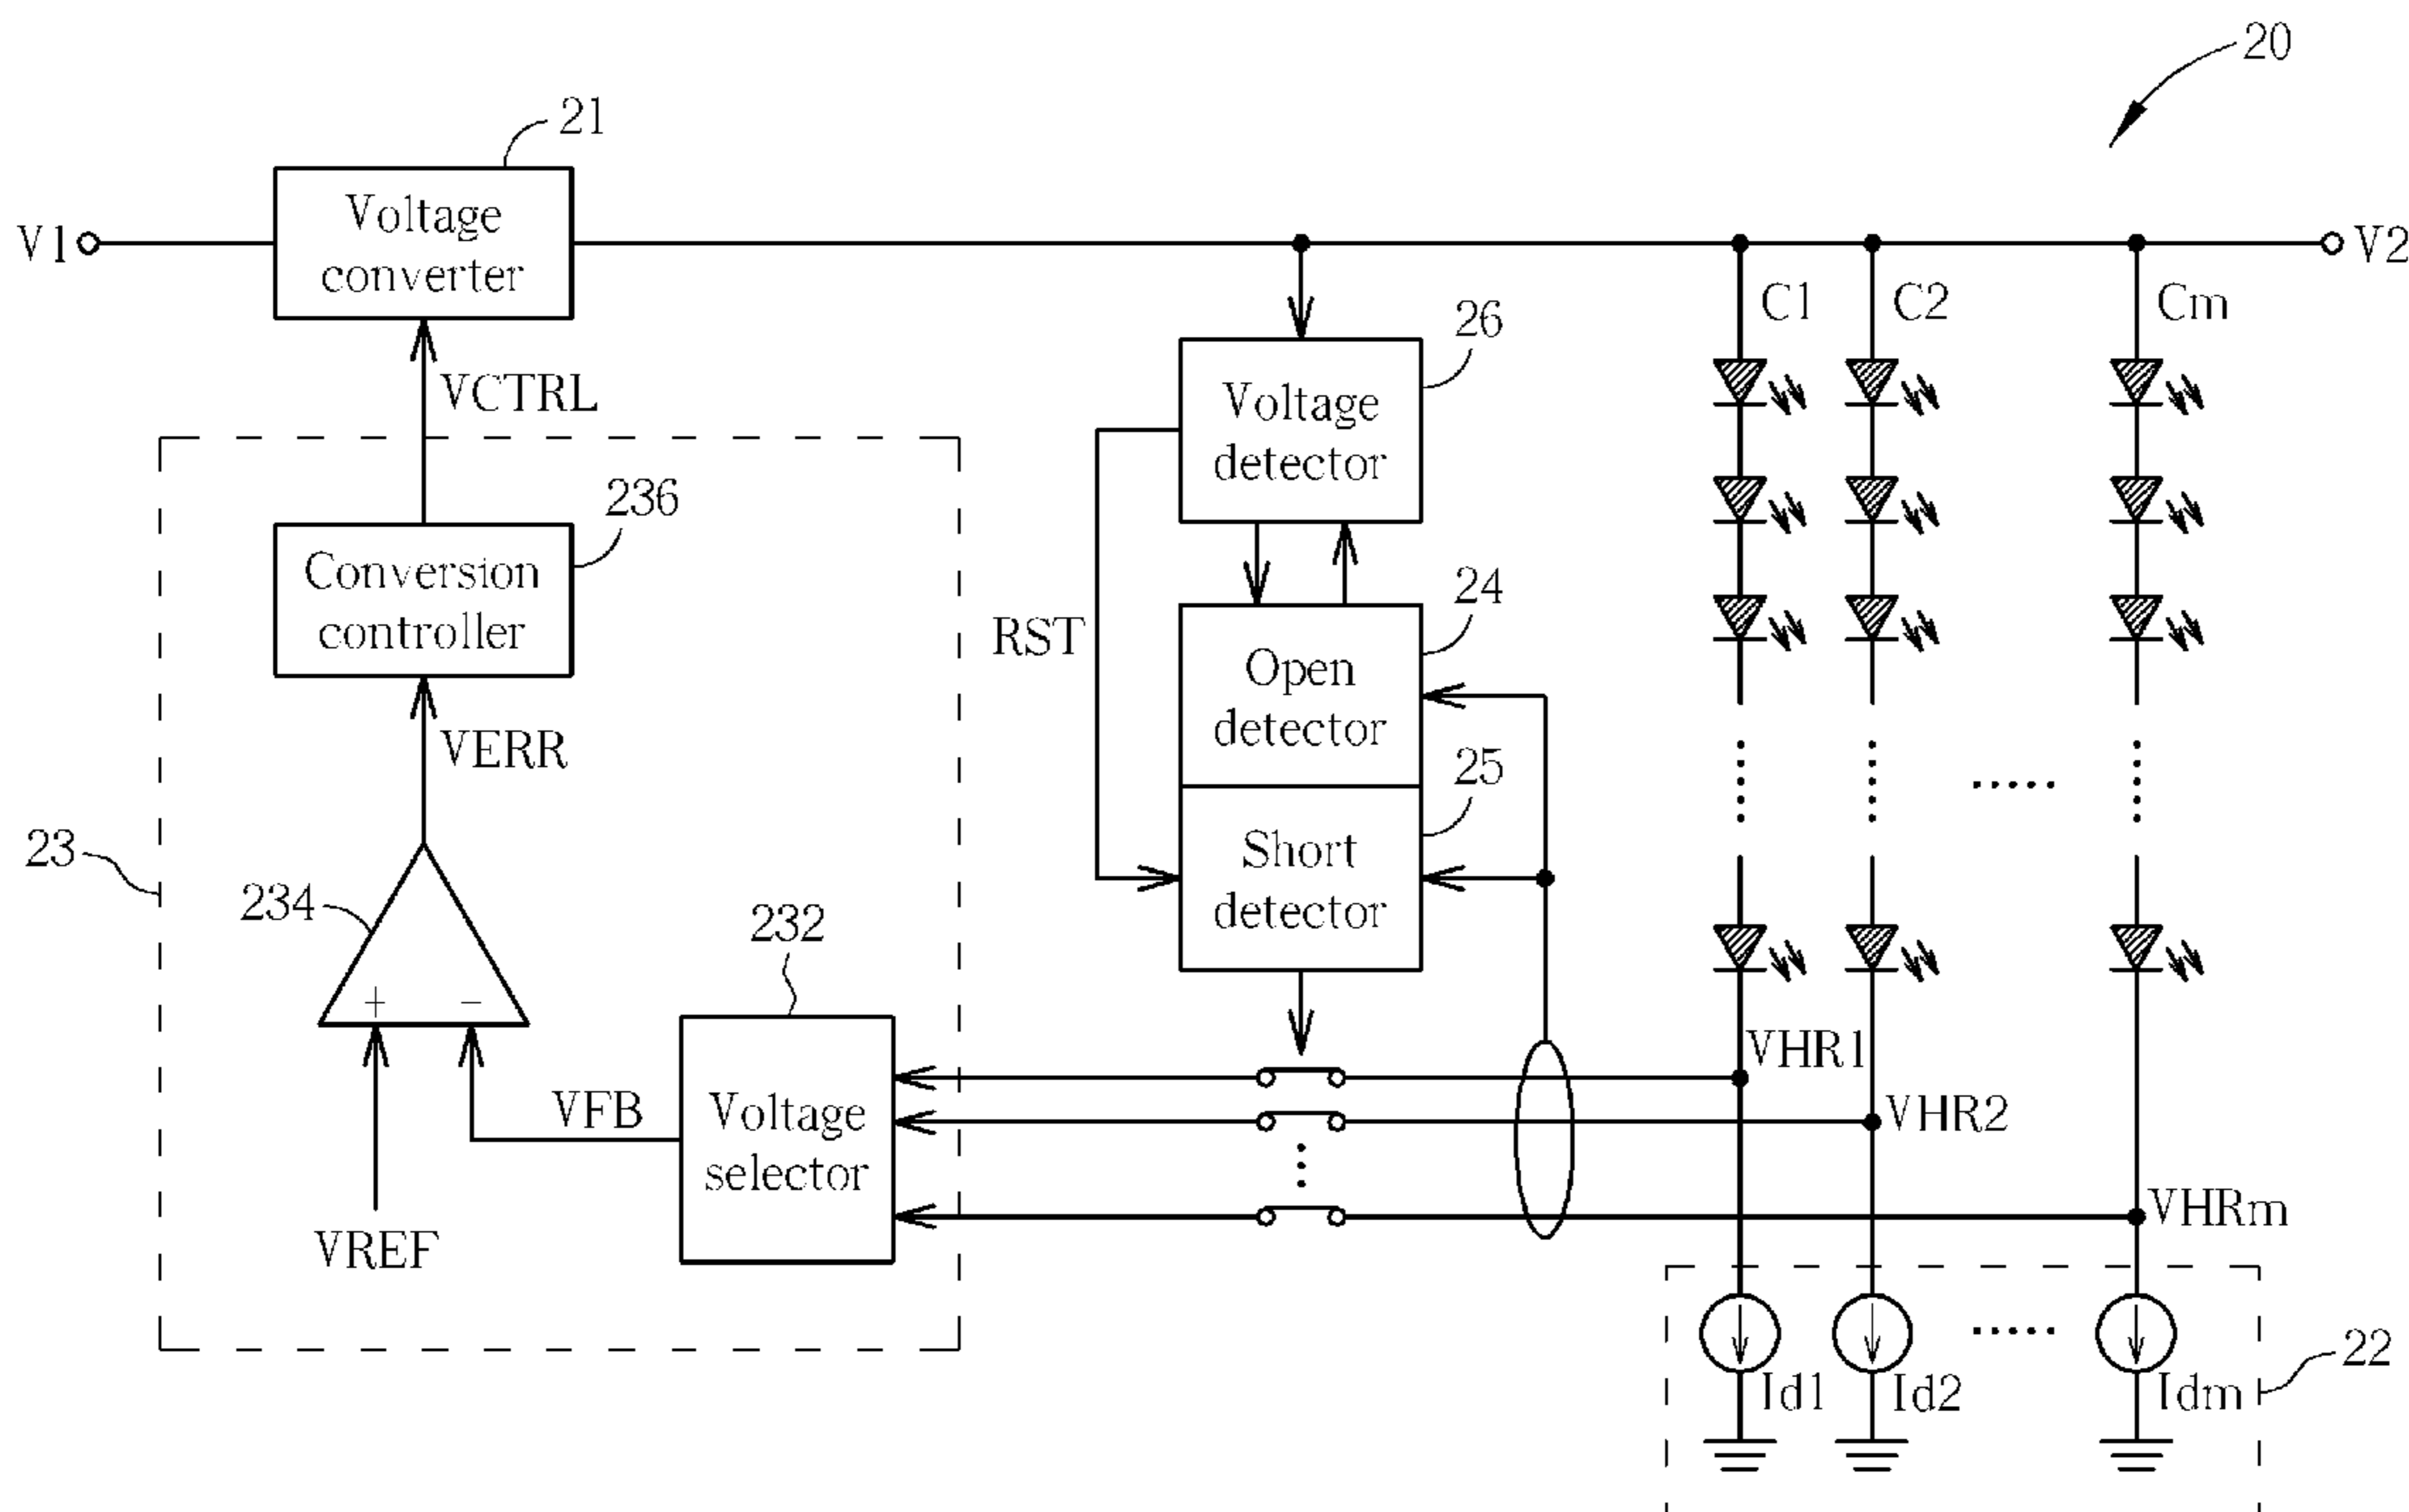 20
21
V1
Voltage
converter
V2
C1
C2
Cm
26
VCTRL
Voltage
detector
236
Conversion
controller
RST
24
Open
detector
VERR
25
Short
detector
23
234
232
+
-
VHR1
VFB
Voltage
selector
VHR2
VREF
VHRm
Id1
Id2
Idm
22